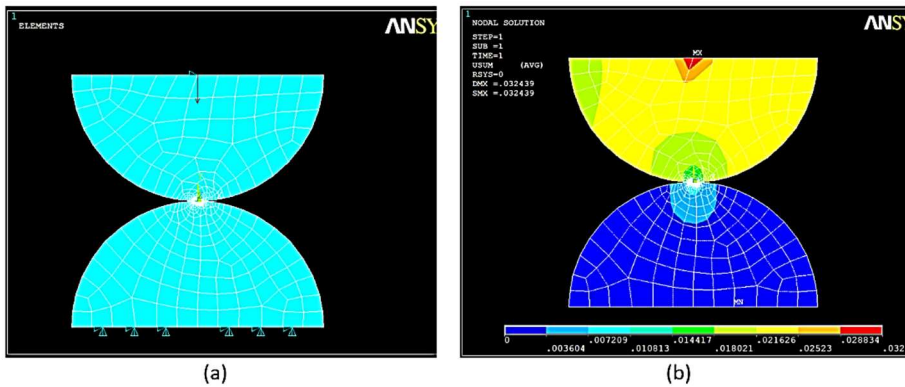 1
ELEMENTS
ANSY
1
NODAL SOLUTION
STEP=1
SUB =1
TIME=1
USUM (AVG)
RSYS=0
DMX =.032439
SMX =.032439
ANSY
MX
MN
0 .007209 .014417 .021626 .028834
.003604 .010813 .018021 .02523 .032
(a) (b)